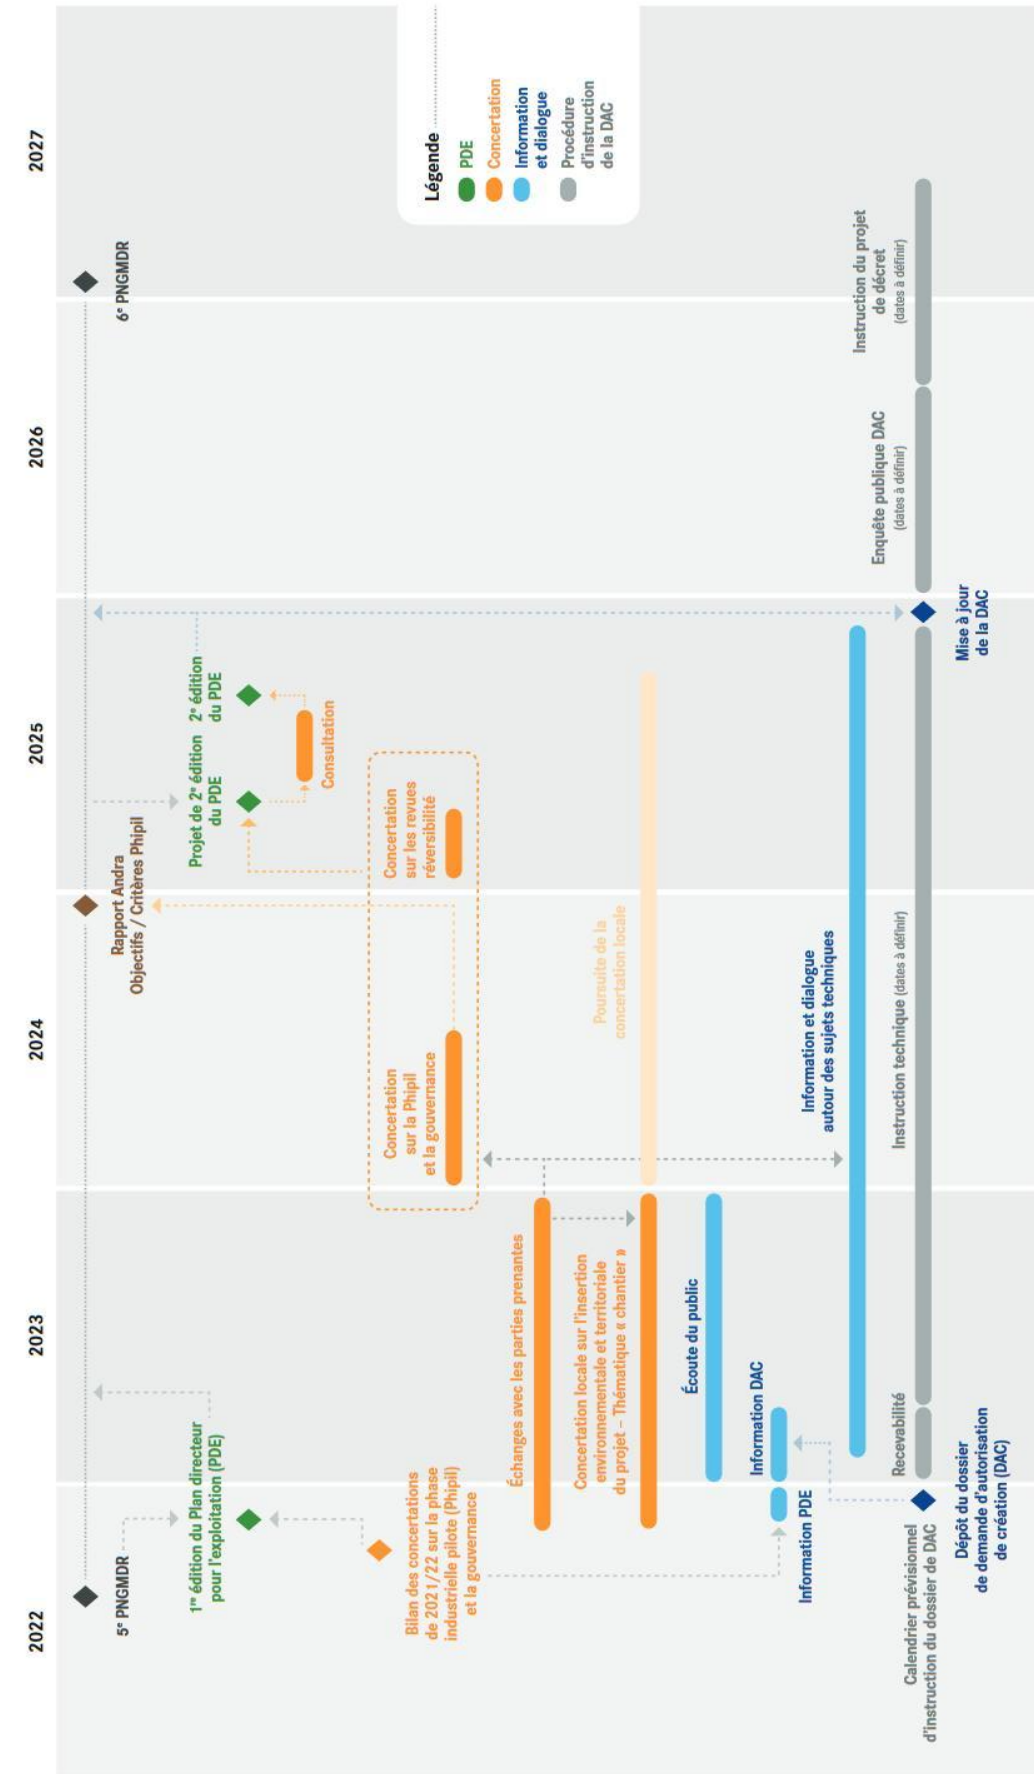 2022
2023
2024
2025
2026
2027
5e PNGMDR
6e PNGMDR
Rapport Andra
Objectifs / Critères Phipil
1re édition du Plan directeur
pour l'exploitation (PDE)
Projet de 2e édition
du PDE
2e édition
du PDE
Consultation
Bilan des concertations
de 2021/22 sur la phase
industrielle pilote (Phipil)
et la gouvernance
Concertation
sur la Phipil
et la gouvernance
Concertation
sur les revues
réversibilité
Échanges avec les parties prenantes
Concertation locale sur l'insertion
environnementale et territoriale
du projet – Thématique « chantier »
Poursuite de la
concertation locale
Écoute du public
Information PDE
Information DAC
Information et dialogue
autour des sujets techniques
Calendrier prévisionnel
d'instruction du dossier de DAC
Recevabilité
Instruction technique (dates à définir)
Enquête publique DAC
(dates à définir)
Instruction du projet
de décret
(dates à définir)
Dépôt du dossier
de demande d'autorisation
de création (DAC)
Mise à jour
de la DAC
Légende
PDE
Concertation
Information
et dialogue
Procédure
d'instruction
de la DAC